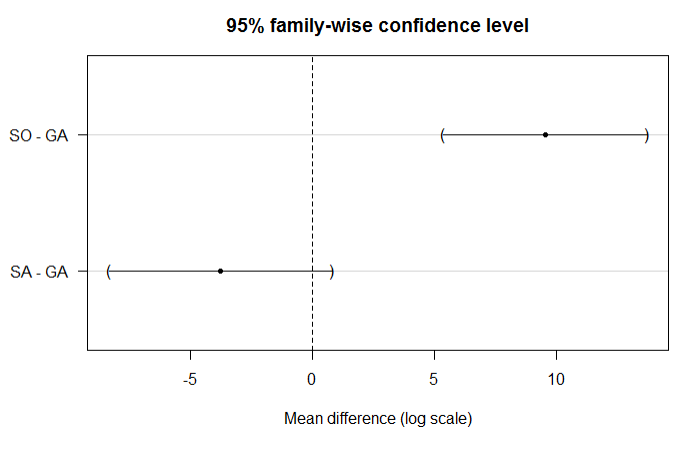 95% family-wise confidence level
SO - GA
SA - GA
-5 0 5 10
Mean difference (log scale)